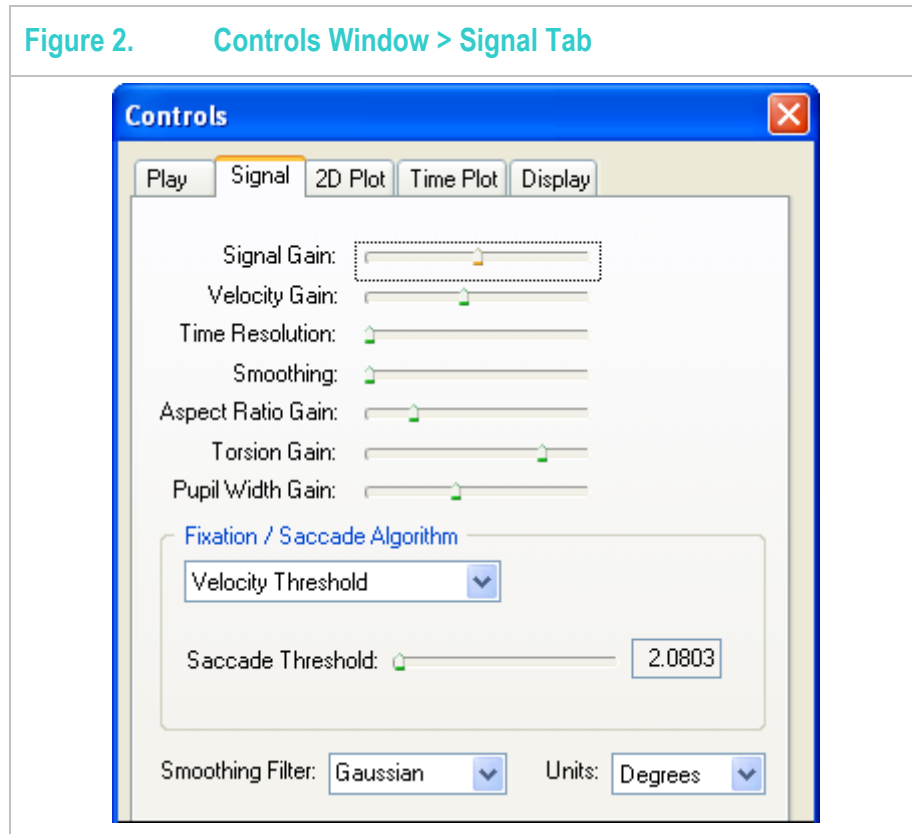 Figure 2. Controls Window > Signal Tab
Controls
Play Signal 2D Plot Time Plot Display
Signal Gain:
Velocity Gain:
Time Resolution:
Smoothing:
Aspect Ratio Gain:
Torsion Gain:
Pupil Width Gain:
Fixation / Saccade Algorithm
Velocity Threshold
Saccade Threshold: 2.0803
Smoothing Filter: Gaussian Units: Degrees